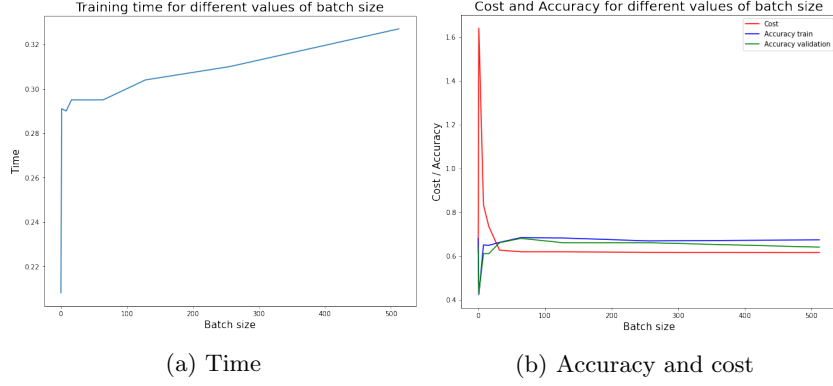 Training time for different values of batch size
0.32
0.30
0.28
0.26
0.24
0.22
Time
0
100
200
300
400
500
Batch size
(a) Time
Cost and Accuracy for different values of batch size
Cost
Accuracy train
Accuracy validation
1.6
1.4
1.2
1.0
0.8
0.6
0.4
Cost / Accuracy
0
100
200
300
400
500
Batch size
(b) Accuracy and cost